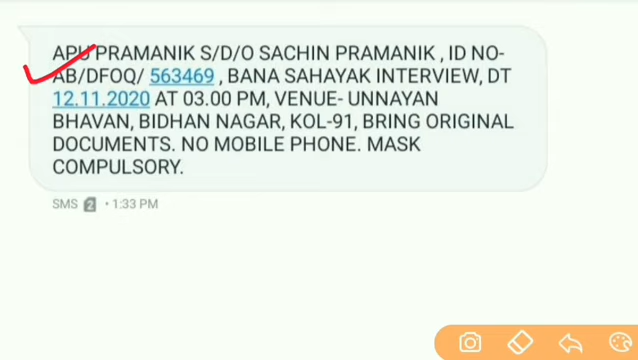 APU PRAMANIK S/D/O SACHIN PRAMANIK , ID NO-
AB/DFOQ/ 563469 , BANA SAHAYAK INTERVIEW, DT
12.11.2020 AT 03.00 PM, VENUE- UNNAYAN
BHAVAN, BIDHAN NAGAR, KOL-91, BRING ORIGINAL
DOCUMENTS. NO MOBILE PHONE. MASK
COMPULSORY.
SMS 2 • 1:33 PM